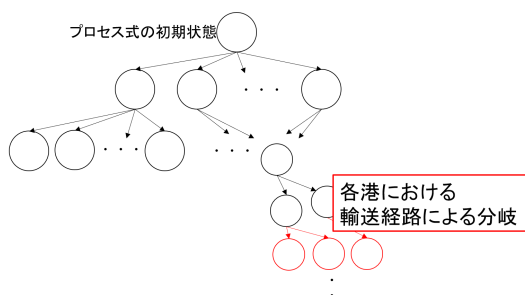 プロセス式の初期状態
・・・
・・・
・・・
各港における
輸送経路による分岐